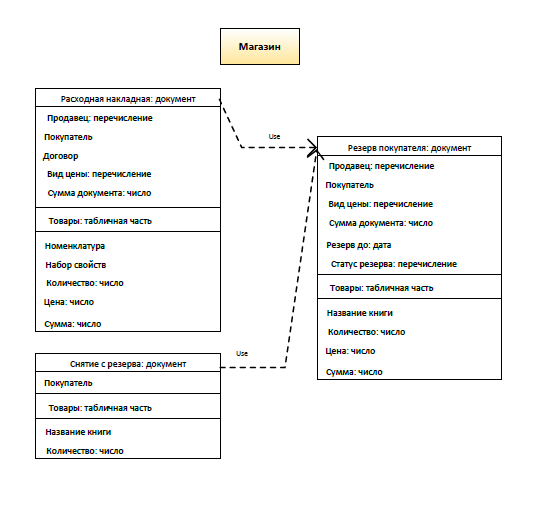 Магазин
Расходная накладная: документ
Продавец: перечисление
Покупатель
Договор
Вид цены: перечисление
Сумма документа: число
Товары: табличная часть
Номенклатура
Набор свойств
Количество: число
Цена: число
Сумма: число
Use
Резерв покупателя: документ
Продавец: перечисление
Покупатель
Вид цены: перечисление
Сумма документа: число
Резерв до: дата
Статус резерва: перечисление
Товары: табличная часть
Название книги
Количество: число
Цена: число
Сумма: число
Use
Снятие с резерва: документ
Покупатель
Товары: табличная часть
Название книги
Количество: число